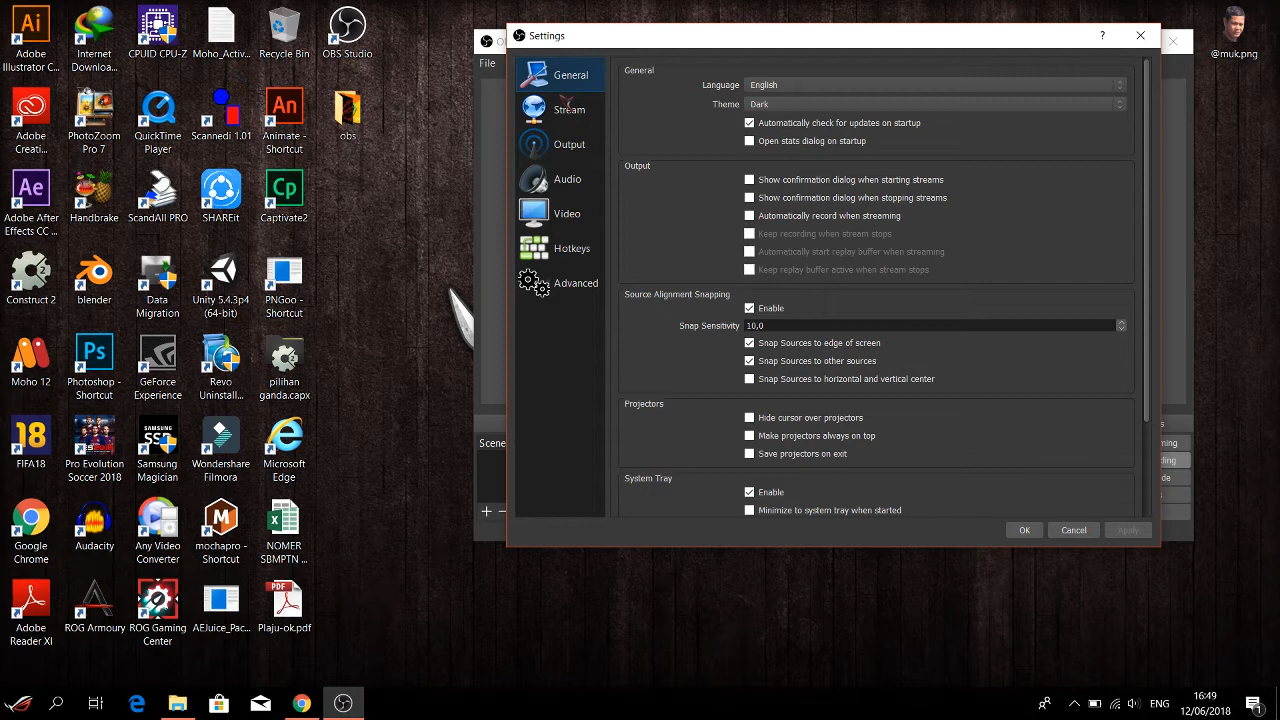 Adobe
Illustrator C...
Internet
Downloa...
CPUID CPU-Z
Moho_Activ...
Recycle Bin
OBS Studio
@muk.png
Adobe
Creati...
PhotoZoom
Pro 7
QuickTime
Player
Scannedi 1.01
Animate -
Shortcut
obs
Adobe After
Effects CC ...
Handbrake
ScandAll PRO
SHAREit
Captivate2
Construct 2
blender
Data
Migration
Unity 5.4.3p4
(64-bit)
PNGoo -
Shortcut
Moho 12
Photoshop -
Shortcut
GeForce
Experience
Revo
Uninstall...
pilihan
ganda.capx
FIFA18
Pro Evolution
Soccer 2018
Samsung
Magician
Wondershare
Filmora
Microsoft
Edge
Google
Chrome
Audacity
Any Video
Converter
mochapro -
Shortcut
NOMER
SBMPTN ...
Adobe
Reader XI
ROG Armoury
ROG Gaming
Center
AEJuice_Pac...
Plaju-ok.pdf
File
Scene
Settings
General
Stream
Output
Audio
Video
Hotkeys
Advanced
General
Language English
Theme Dark
Automatically check for updates on startup
Open stats dialog on startup
Output
Show confirmation dialog when starting streams
Show confirmation dialog when stopping streams
Automatically record when streaming
Keep recording when stream stops
Automatically start replay buffer when streaming
Keep replay buffer active when stream stops
Source Alignment Snapping
Enable
Snap Sensitivity 10,0
Snap Sources to edge of screen
Snap Sources to other sources
Snap Sources to horizontal and vertical center
Projectors
Hide cursor over projectors
Make projectors always on top
Save projectors on exit
System Tray
Enable
Minimize to system tray when started
OK Cancel Apply
ENG
16:49
12/06/2018
1